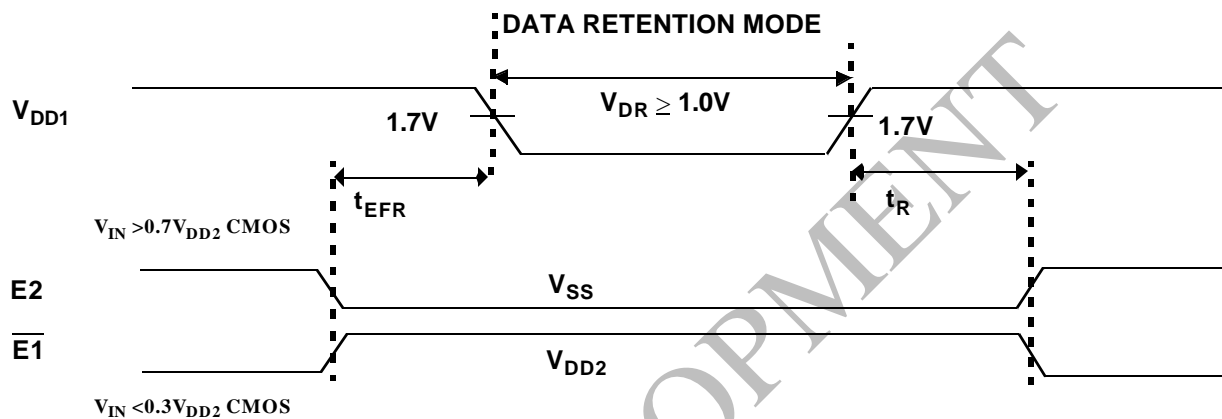 DATA RETENTION MODE
VDD1
1.7V
VDR ≥ 1.0V
1.7V
tEFR
tR
VIN >0.7VDD2 CMOS
E2
VSS
E1
VDD2
VIN <0.3VDD2 CMOS
OPMENT